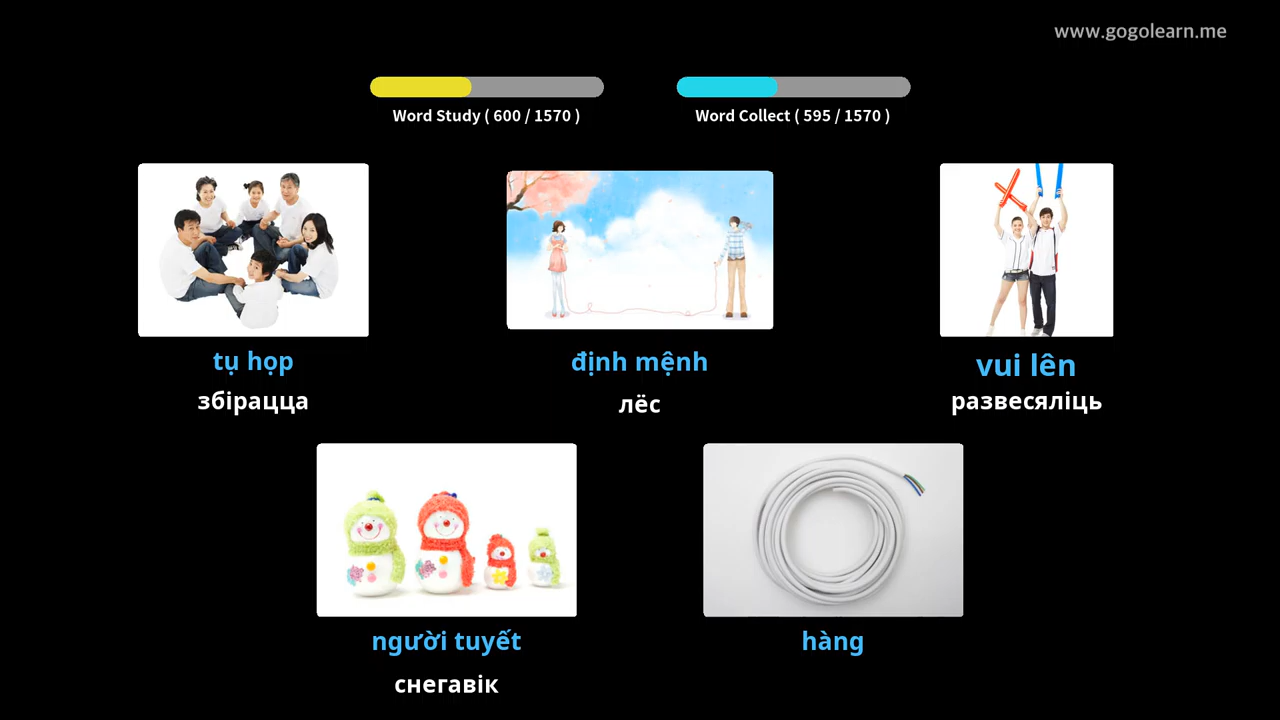 www.gogolearn.me
Word Study ( 600 / 1570 )
Word Collect ( 595 / 1570 )
tụ họp
збірацца
định mệnh
лёс
vui lên
развесяліць
người tuyết
снегавік
hàng